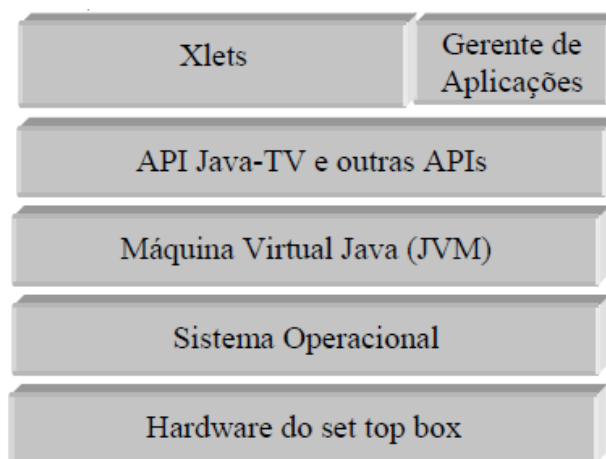 Xlets
Gerente de
Aplicações
API Java-TV e outras APIs
Máquina Virtual Java (JVM)
Sistema Operacional
Hardware do set top box